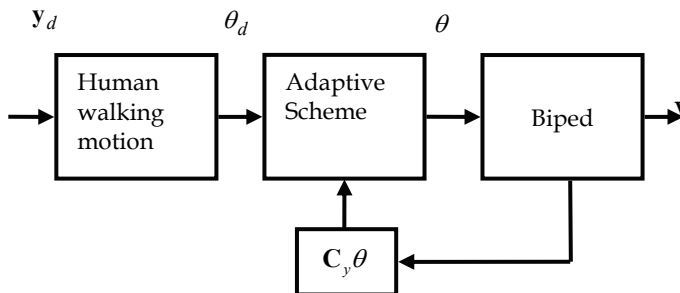 y_d θ_d θ
Human walking motion
Adaptive Scheme
Biped
C_yθ